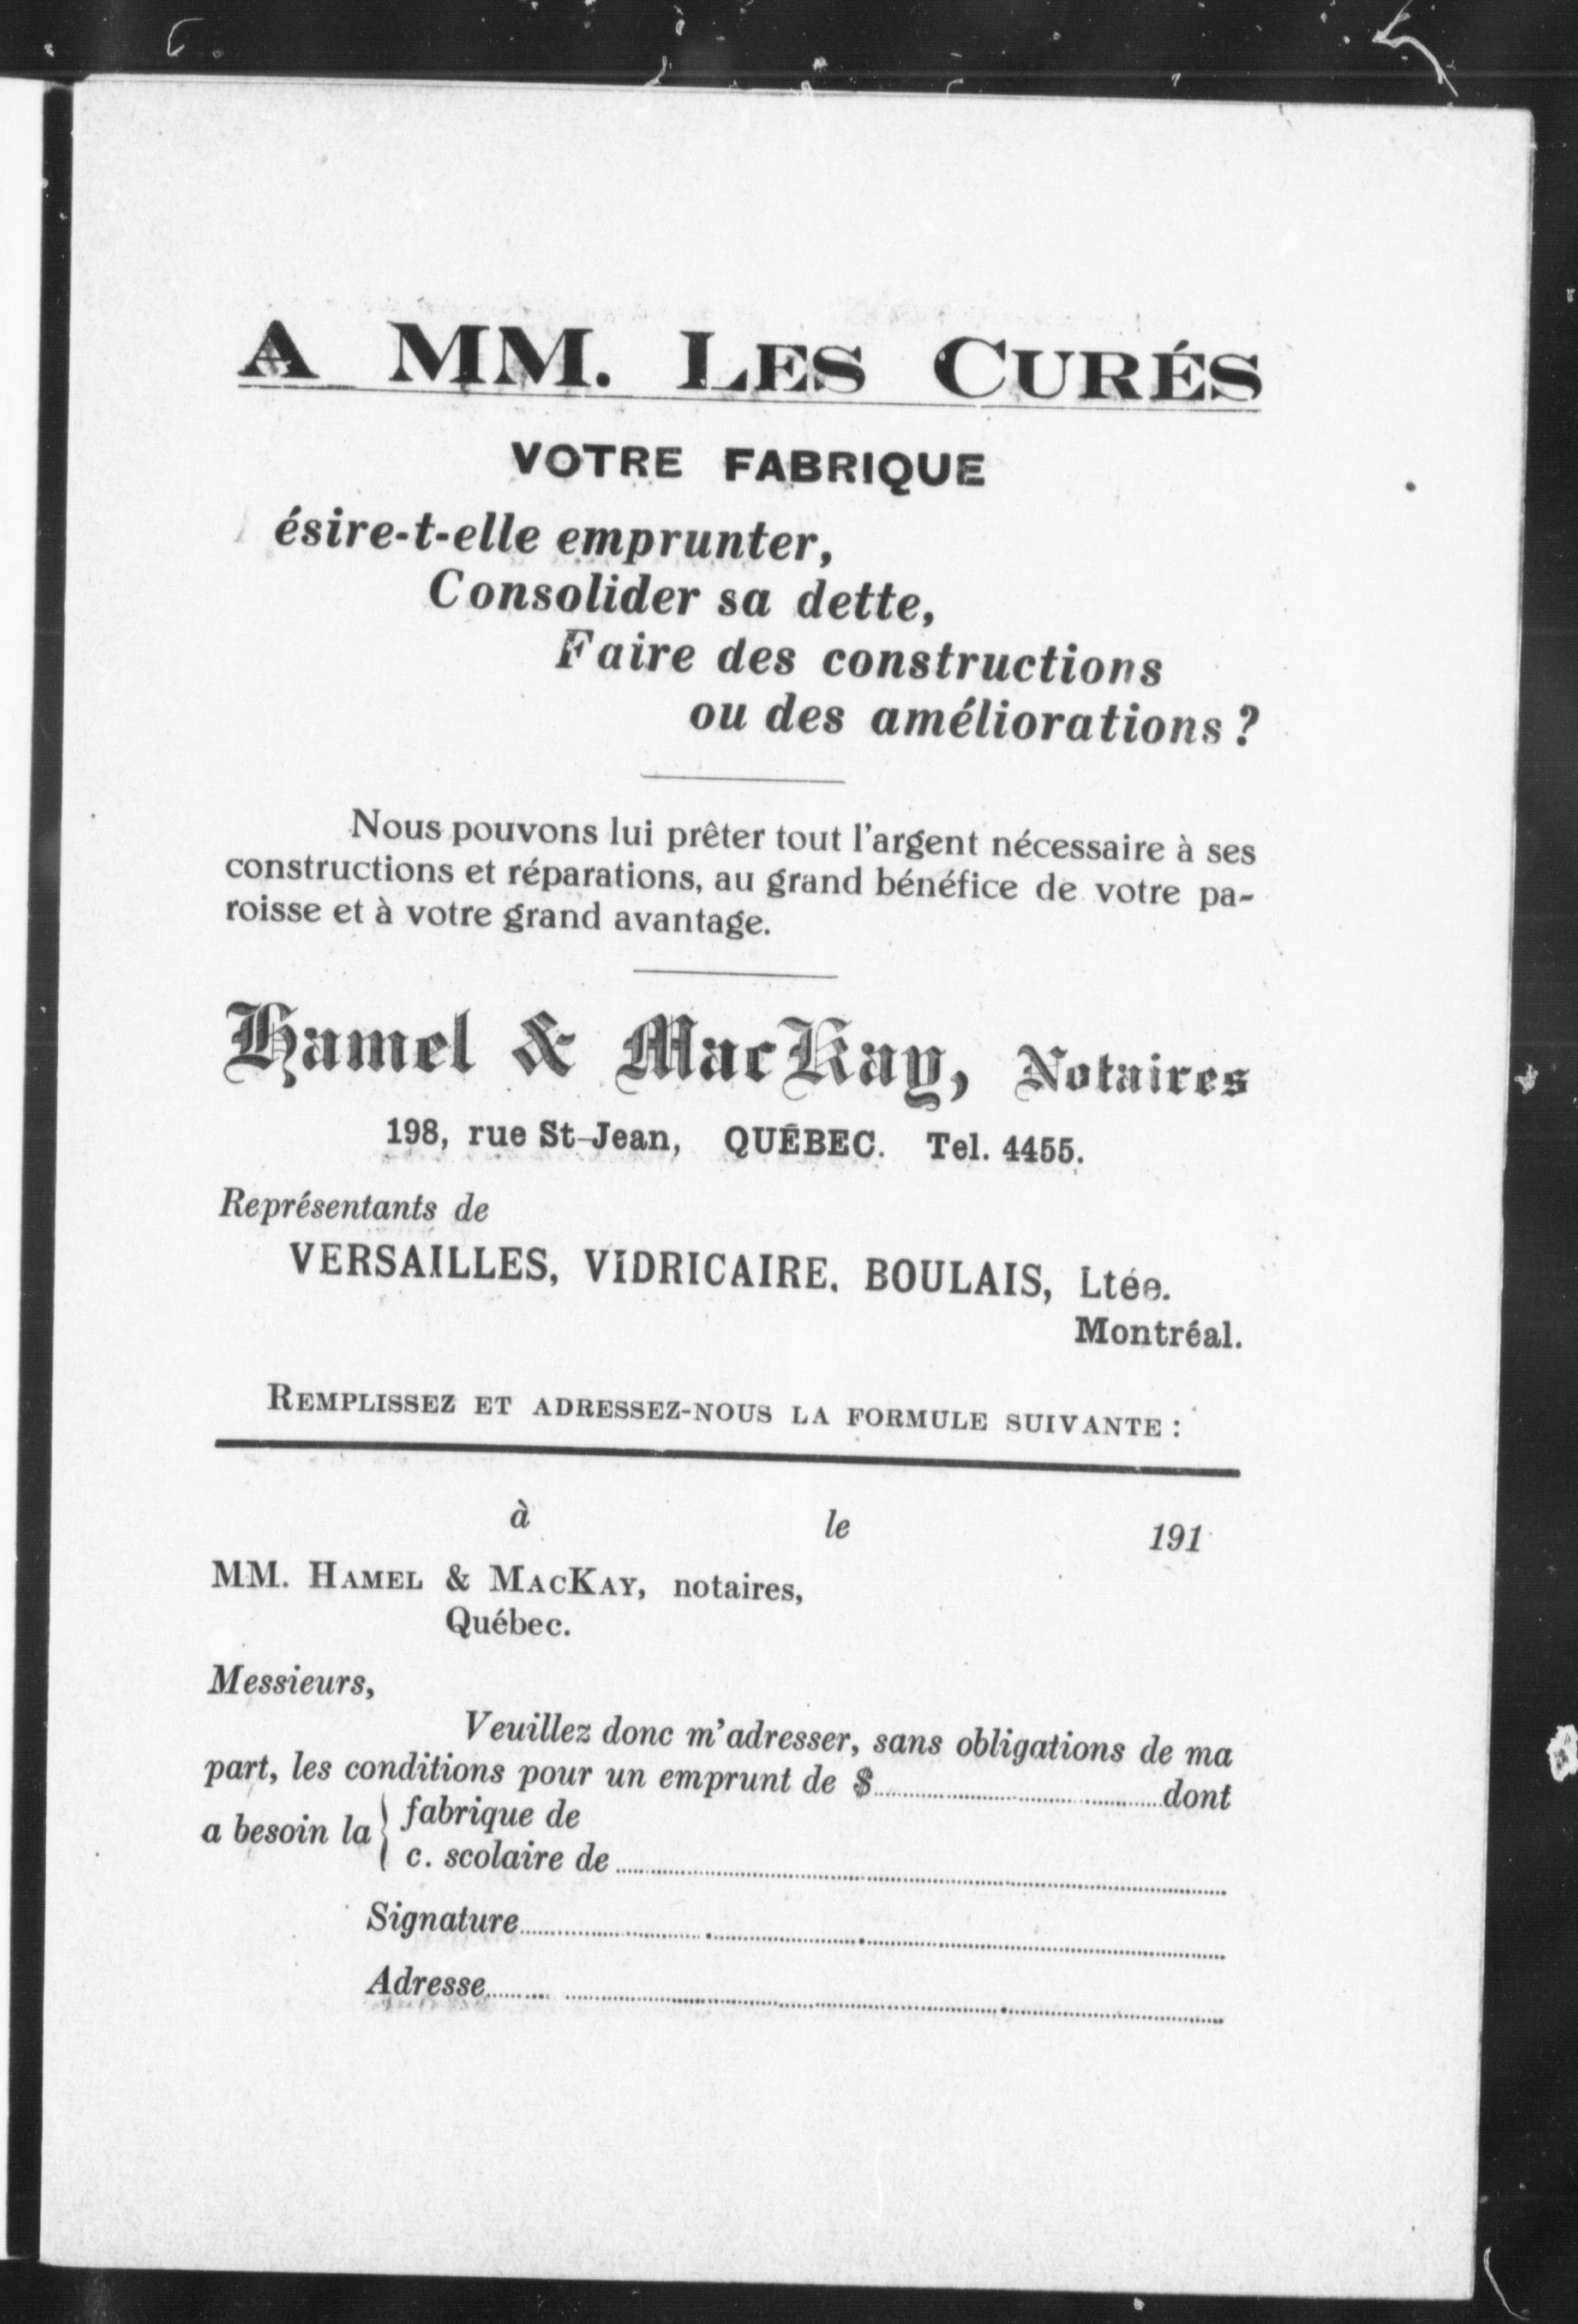 A MM. LES CURÉS
VOTRE FABRIQUE
ésire-t-elle emprunter,
Consolider sa dette,
Faire des constructions
ou des améliorations ?
Nous pouvons lui prêter tout l'argent nécessaire à ses
constructions et réparations, au grand bénéfice de votre pa-
roisse et à votre grand avantage.
Hamel & MacKay, Notaires
198, rue St-Jean, QUÉBEC. Tel. 4455.
Représentants de
VERSAILLES, VIDRICAIRE. BOULAIS, Ltée.
Montréal.
REMPLISSEZ ET ADRESSEZ-NOUS LA FORMULE SUIVANTE :
à le 191
MM. HAMEL & MACKAY, notaires,
Québec.
Messieurs,
Veuillez donc m'adresser, sans obligations de ma
part, les conditions pour un emprunt de $ dont
a besoin la { fabrique de
c. scolaire de
Signature
Adresse